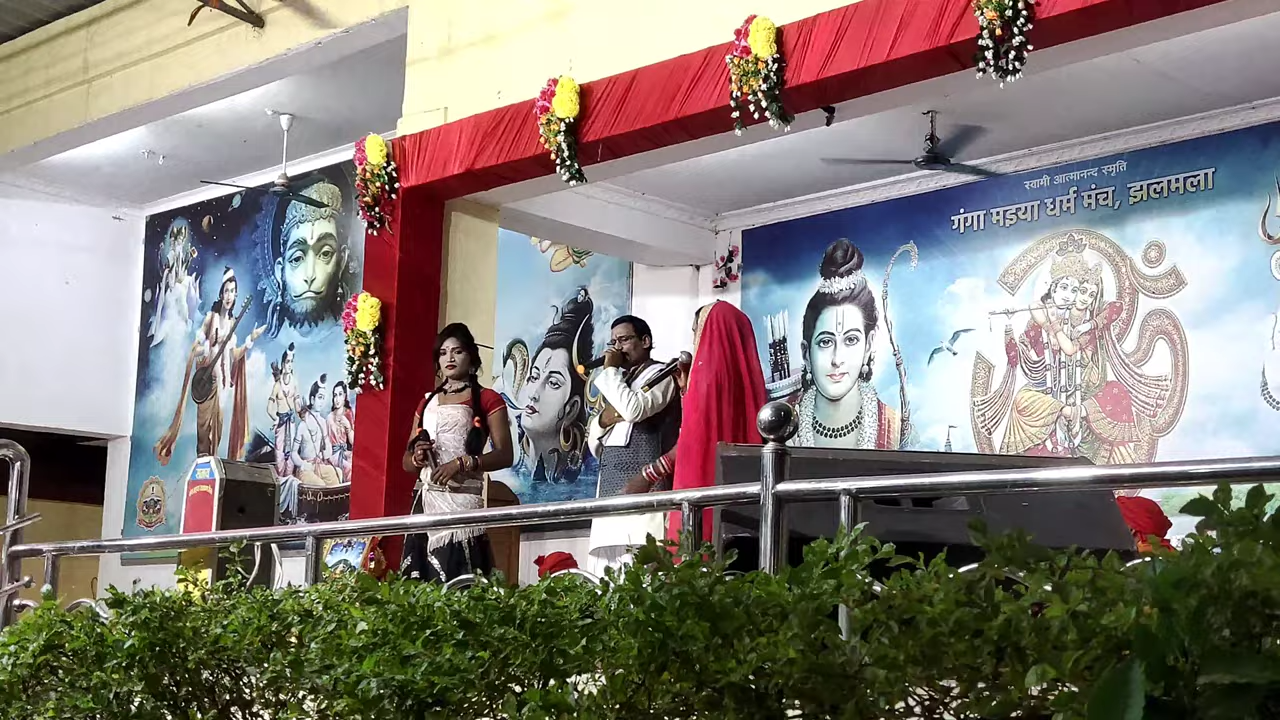 स्वामी आत्मानन्द स्मृति
गंगा मइया धर्म मंच, झलमला